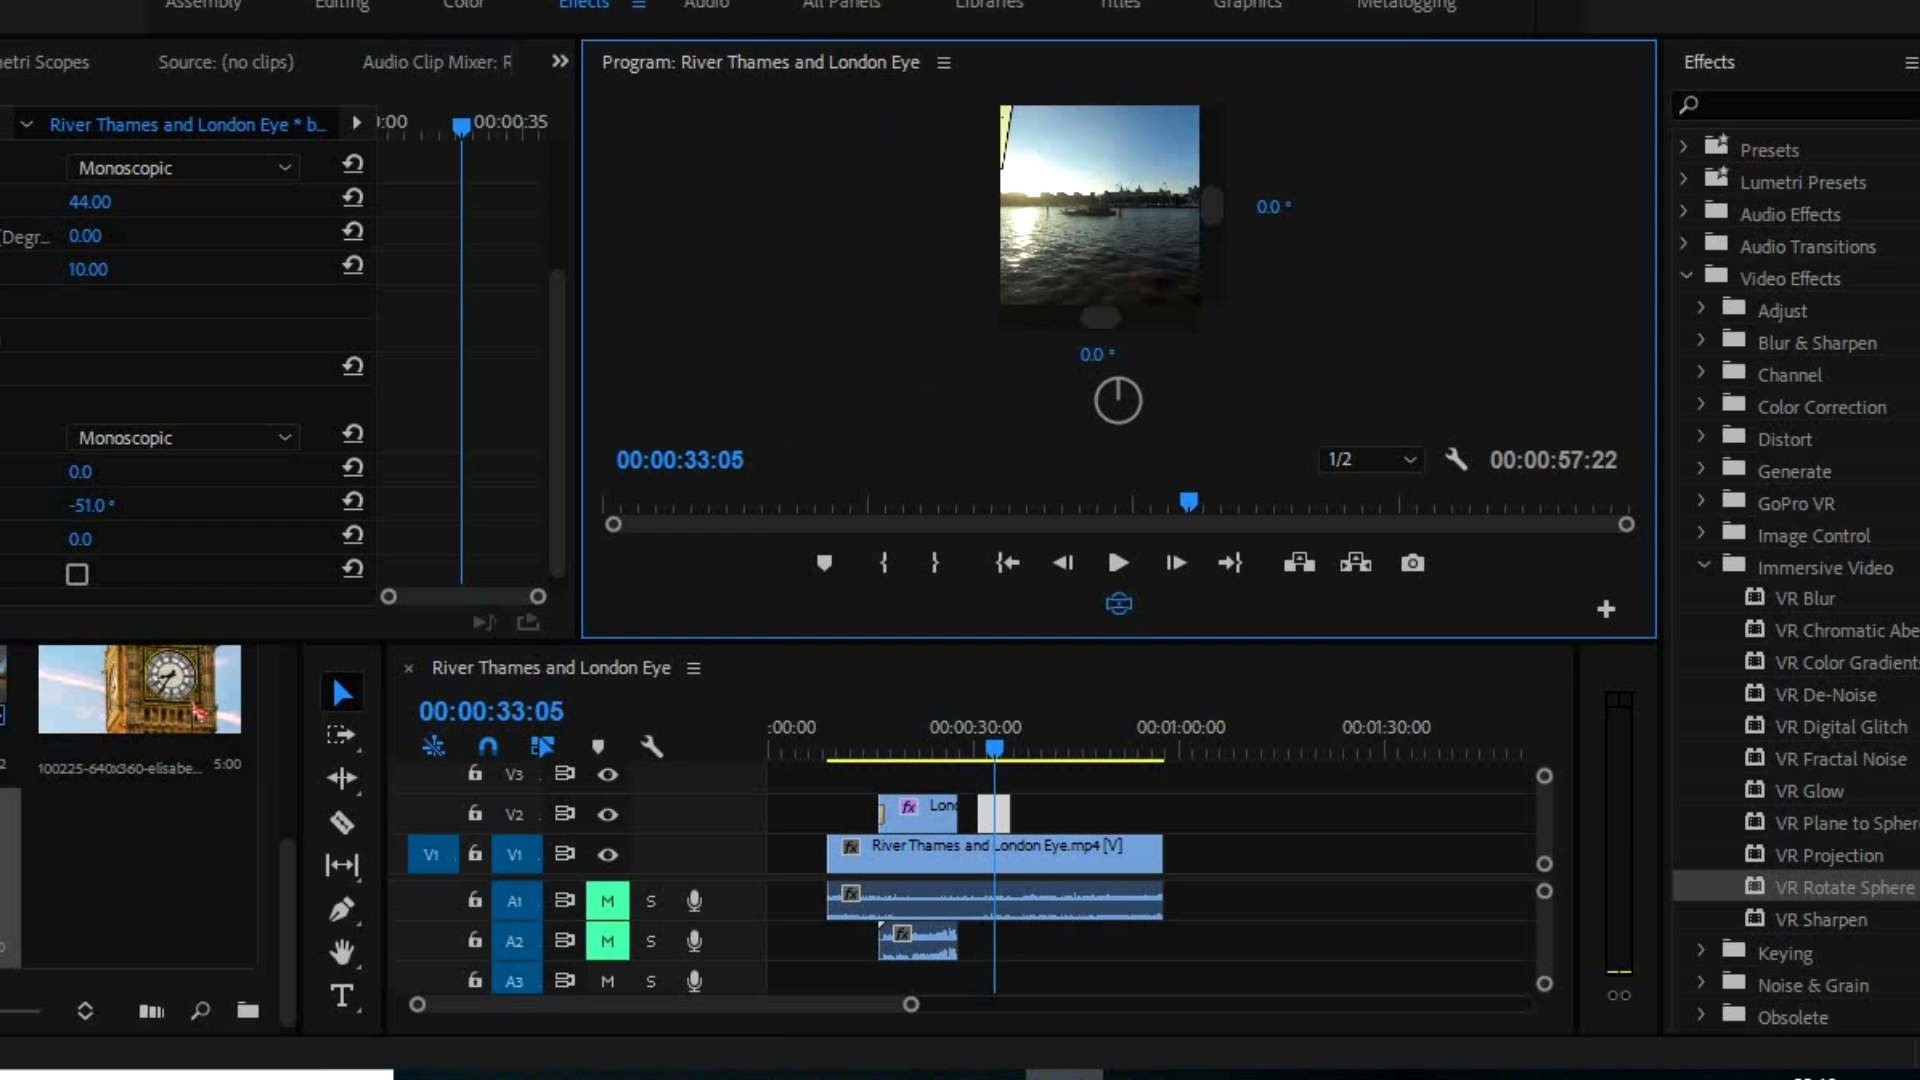 Assembly Editing Color Effects Audio All Panels Libraries Titles Graphics Metalogging
etri Scopes Source: (no clips) Audio Clip Mixer: R
River Thames and London Eye * b...
:00 00:00:35
Monoscopic
44.00
(Degr... 0.00
10.00
Monoscopic
0.0
-51.0 °
0.0
Program: River Thames and London Eye
0.0 °
0.0 °
00:00:33:05
1/2
00:00:57:22
Effects
Presets
Lumetri Presets
Audio Effects
Audio Transitions
Video Effects
Adjust
Blur & Sharpen
Channel
Color Correction
Distort
Generate
GoPro VR
Image Control
Immersive Video
VR Blur
VR Chromatic Abe
VR Color Gradients
VR De-Noise
VR Digital Glitch
VR Fractal Noise
VR Glow
VR Plane to Spher
VR Projection
VR Rotate Sphere
VR Sharpen
Keying
Noise & Grain
Obsolete
100225-640x360-elisabe... 5:00
River Thames and London Eye
00:00:33:05
:00:00 00:00:30:00 00:01:00:00 00:01:30:00
V3
V2
fx Lond
V1 V1
fx River Thames and London Eye.mp4 [V]
A1 M S
fx
A2 M S
fx
A3 M S
T